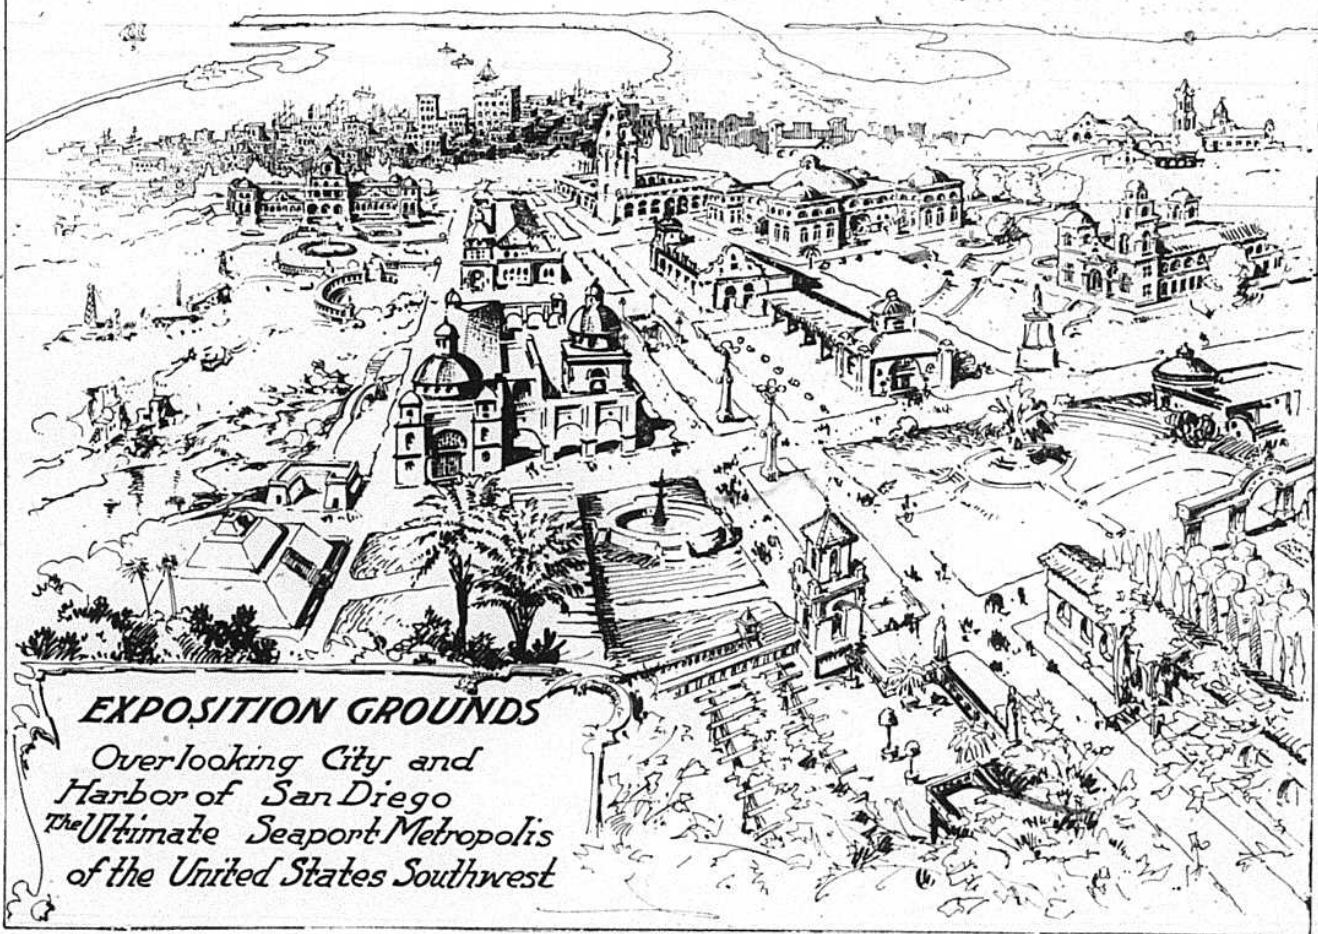 EXPOSITION GROUNDS
Overlooking City and
Harbor of San Diego
The Ultimate Seaport Metropolis
of the United States Southwest